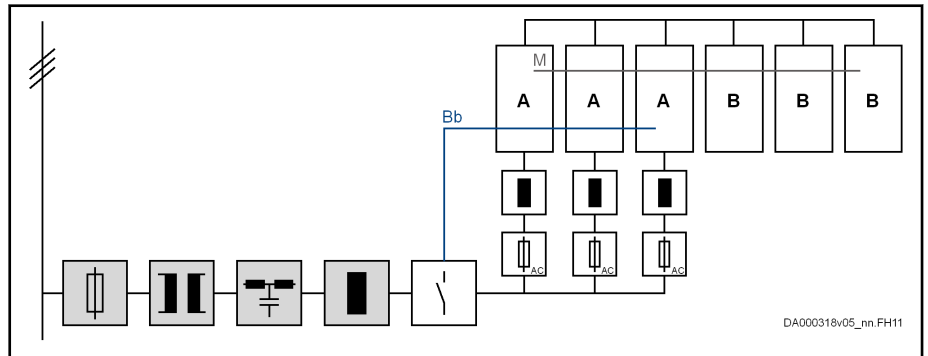 M
A A A B B B
Bb
AC AC AC
DA000318v05_nn.FH11